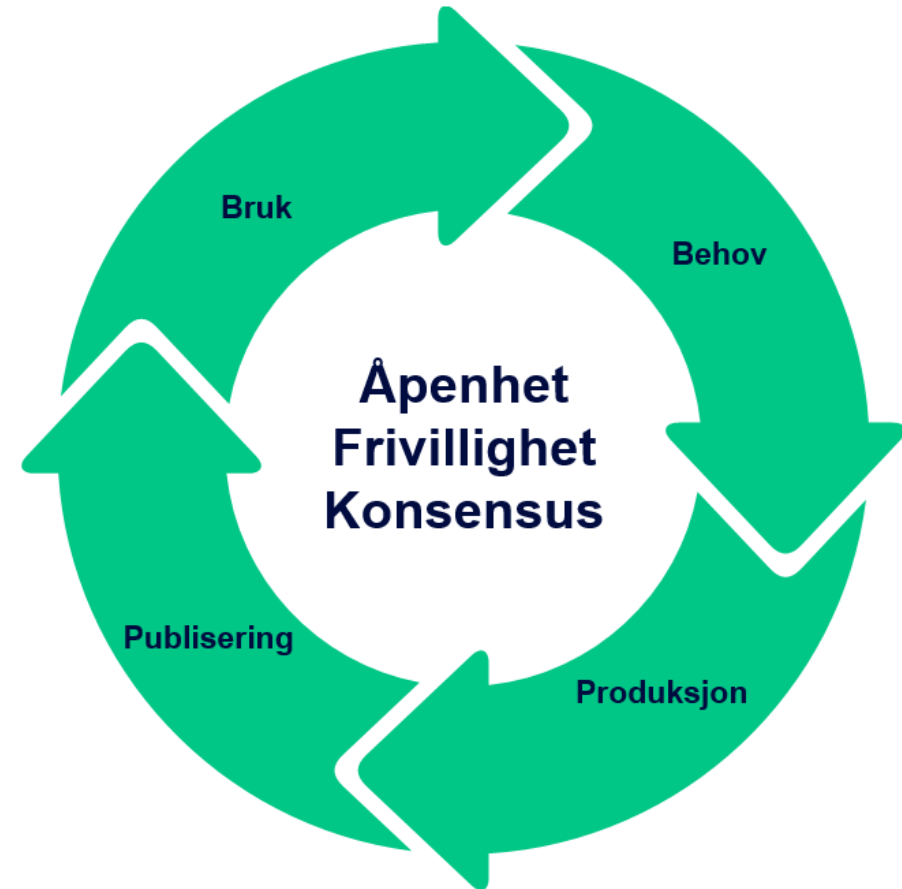 Bruk
Behov
Åpenhet
Frivillighet
Konsensus
Publisering
Produksjon